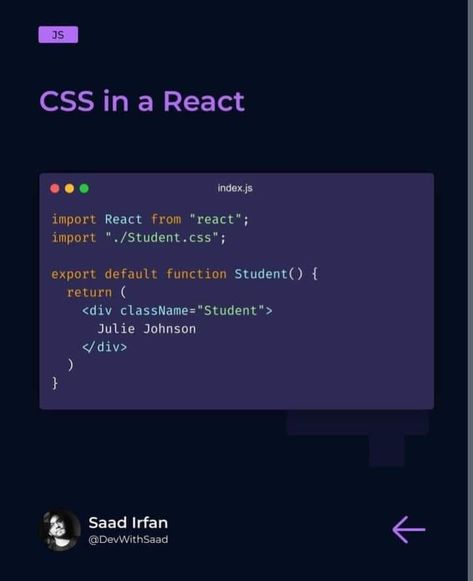 JS
CSS in a React
index.js
import React from "react";
import "./Student.css";
export default function Student() {
return (
<div className="Student">
Julie Johnson
</div>
)
}
Saad Irfan
@DevWithSaad